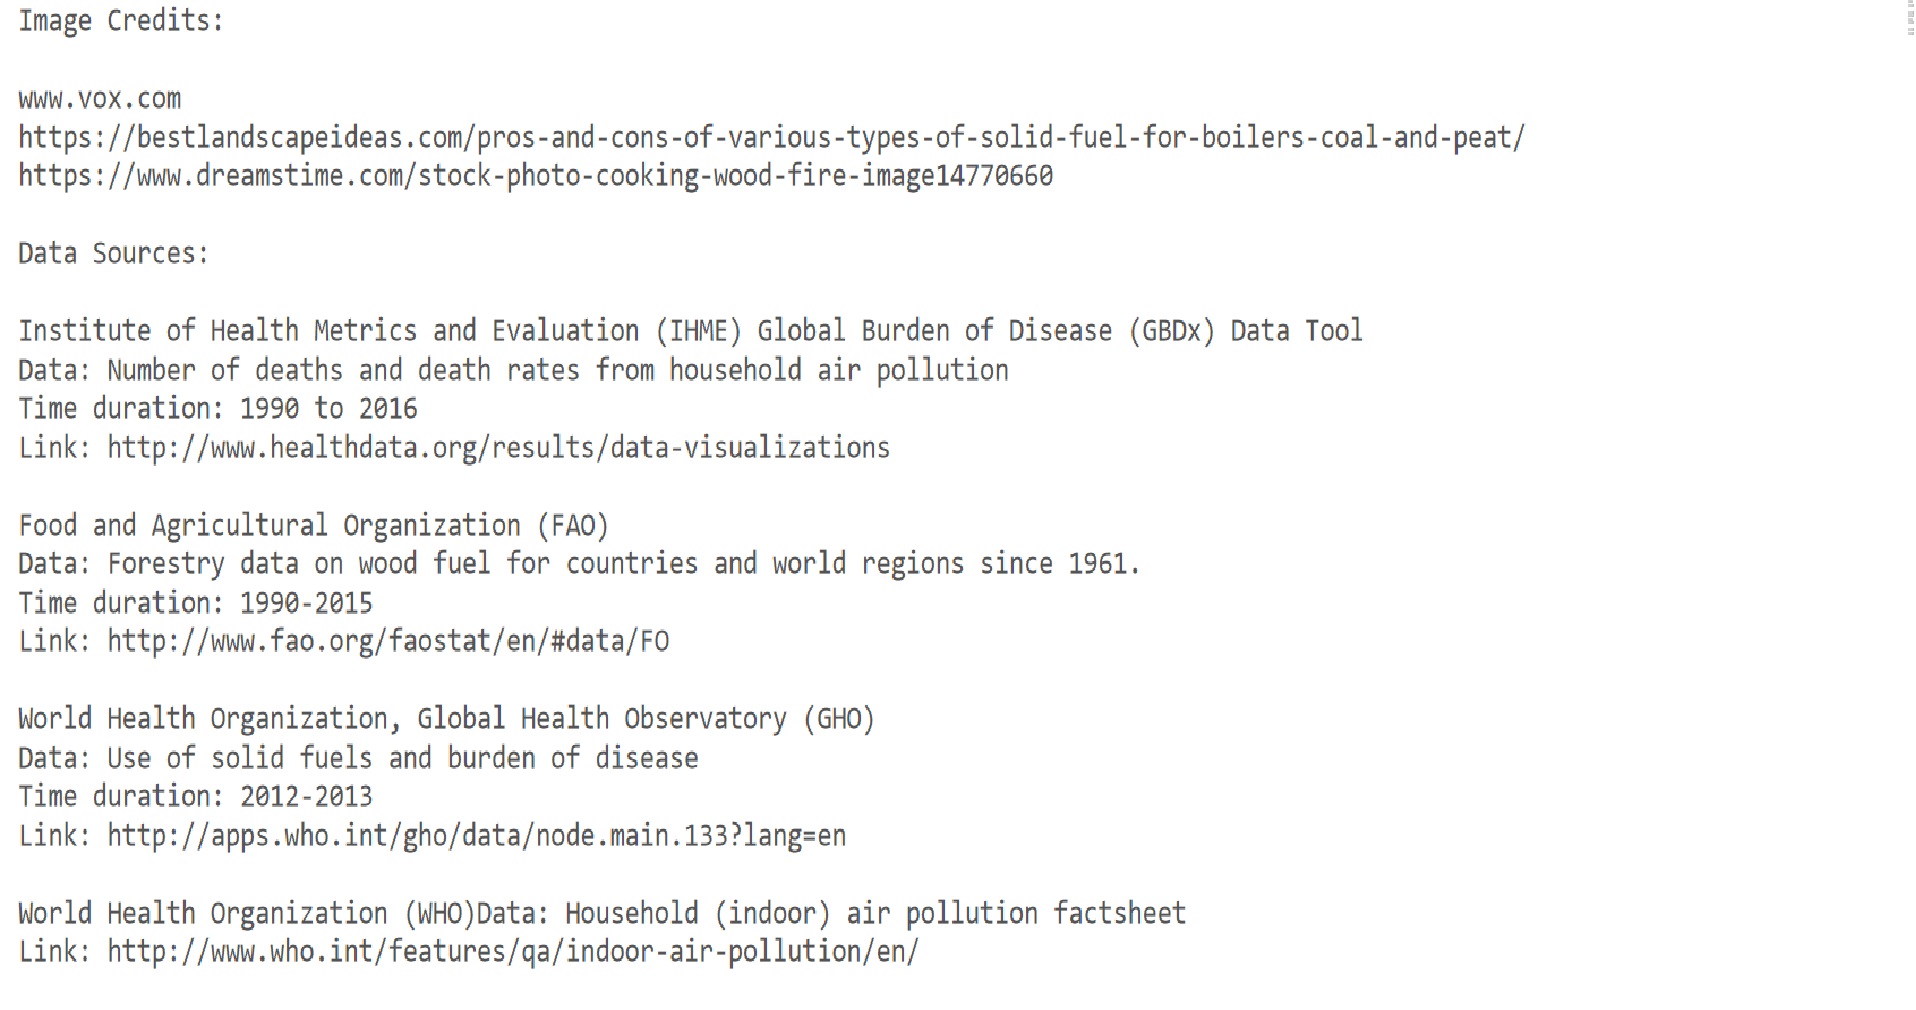 Image Credits:
www.vox.com
https://bestlandscapeideas.com/pros-and-cons-of-various-types-of-solid-fuel-for-boilers-coal-and-peat/
https://www.dreamstime.com/stock-photo-cooking-wood-fire-image14770660
Data Sources:
Institute of Health Metrics and Evaluation (IHME) Global Burden of Disease (GBDx) Data Tool
Data: Number of deaths and death rates from household air pollution
Time duration: 1990 to 2016
Link: http://www.healthdata.org/results/data-visualizations
Food and Agricultural Organization (FAO)
Data: Forestry data on wood fuel for countries and world regions since 1961.
Time duration: 1990-2015
Link: http://www.fao.org/faostat/en/#data/FO
World Health Organization, Global Health Observatory (GHO)
Data: Use of solid fuels and burden of disease
Time duration: 2012-2013
Link: http://apps.who.int/gho/data/node.main.133?lang=en
World Health Organization (WHO)Data: Household (indoor) air pollution factsheet
Link: http://www.who.int/features/qa/indoor-air-pollution/en/